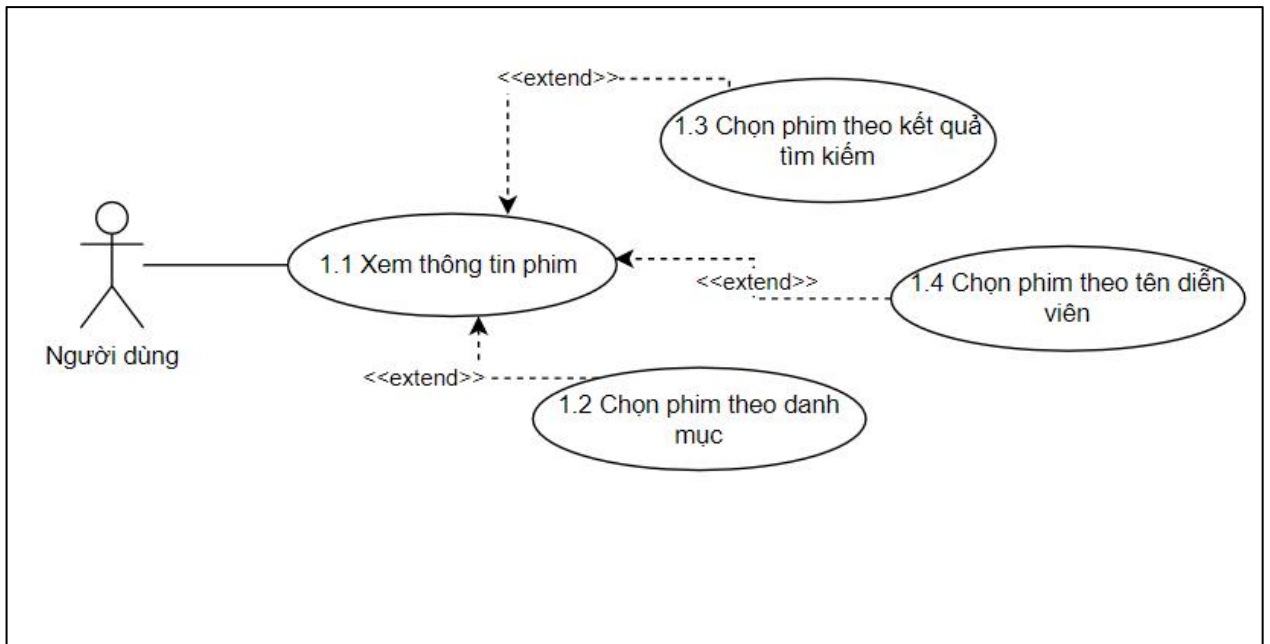 <<extend>>
1.3 Chọn phim theo kết quả
tìm kiếm
1.1 Xem thông tin phim
<<extend>>
1.4 Chọn phim theo tên diễn
viên
Người dùng
<<extend>>
1.2 Chọn phim theo danh
mục